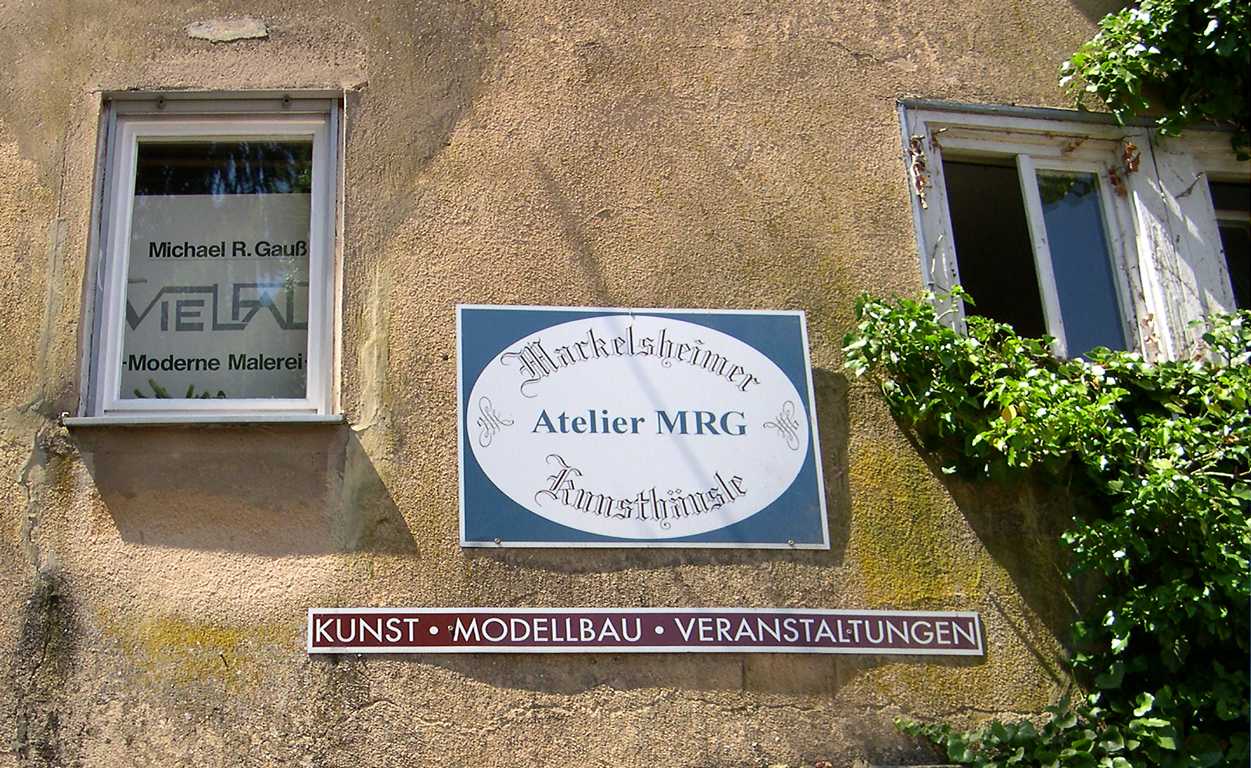 Michael R. Gauß
VIELFALT
-Moderne Malerei-
Markelsheimer
Atelier MRG
Kunsthäusle
KUNST • MODELLBAU • VERANSTALTUNGEN